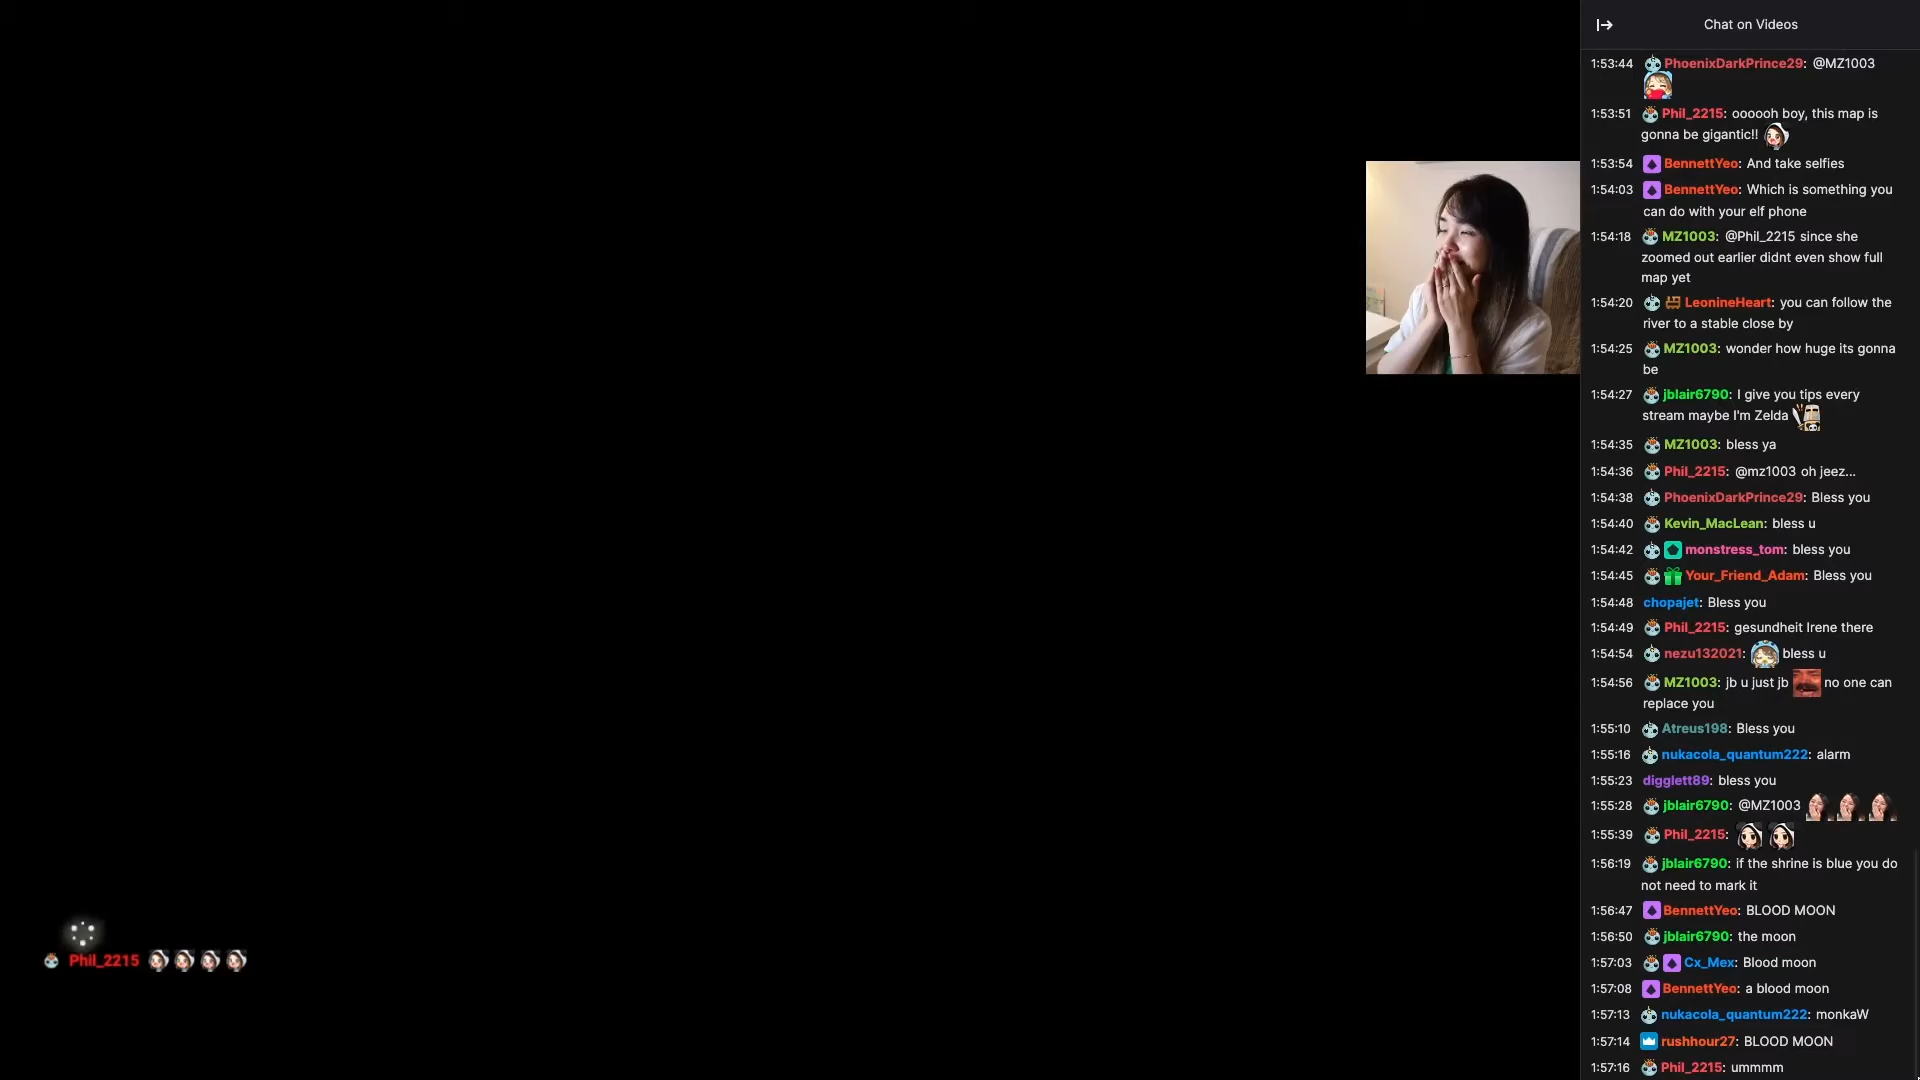 Chat on Videos
1:53:44 PhoenixDarkPrince29: @MZ1003
1:53:51 Phil_2215: oooooh boy, this map is
gonna be gigantic!!
1:53:54 BennettYeo: And take selfies
1:54:03 BennettYeo: Which is something you
can do with your elf phone
1:54:18 MZ1003: @Phil_2215 since she
zoomed out earlier didnt even show full
map yet
1:54:20 LeonineHeart: you can follow the
river to a stable close by
1:54:25 MZ1003: wonder how huge its gonna
be
1:54:27 jblair6790: I give you tips every
stream maybe I'm Zelda
1:54:35 MZ1003: bless ya
1:54:36 Phil_2215: @mz1003 oh jeez...
1:54:38 PhoenixDarkPrince29: Bless you
1:54:40 Kevin_MacLean: bless u
1:54:42 monstress_tom: bless you
1:54:45 Your_Friend_Adam: Bless you
1:54:48 chopajet: Bless you
1:54:49 Phil_2215: gesundheit Irene there
1:54:54 nezu132021: bless u
1:54:56 MZ1003: jb u just jb no one can
replace you
1:55:10 Atreus198: Bless you
1:55:16 nukacola_quantum222: alarm
1:55:23 digglett89: bless you
1:55:28 jblair6790: @MZ1003
1:55:39 Phil_2215:
1:56:19 jblair6790: if the shrine is blue you do
not need to mark it
1:56:47 BennettYeo: BLOOD MOON
1:56:50 jblair6790: the moon
1:57:03 Cx_Mex: Blood moon
1:57:08 BennettYeo: a blood moon
1:57:13 nukacola_quantum222: monkaW
1:57:14 rushhour27: BLOOD MOON
1:57:16 Phil_2215: ummmm
Phil_2215